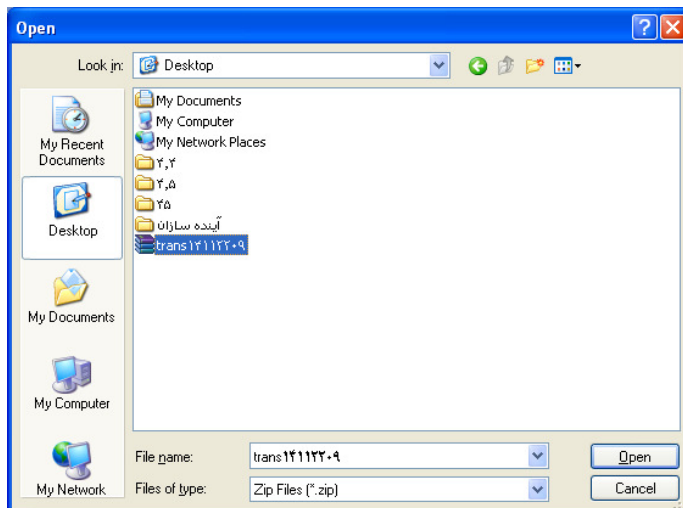 Open
Look in:
Desktop
My Recent
Documents
Desktop
My Documents
My Computer
My Network
My Documents
My Computer
My Network Places
۲,۴
۲,۵
۲۵
آینده سازان
trans۱۴۱۱۲۲۰۹
File name:
trans۱۴۱۱۲۲۰۹
Open
Files of type:
Zip Files (*.zip)
Cancel